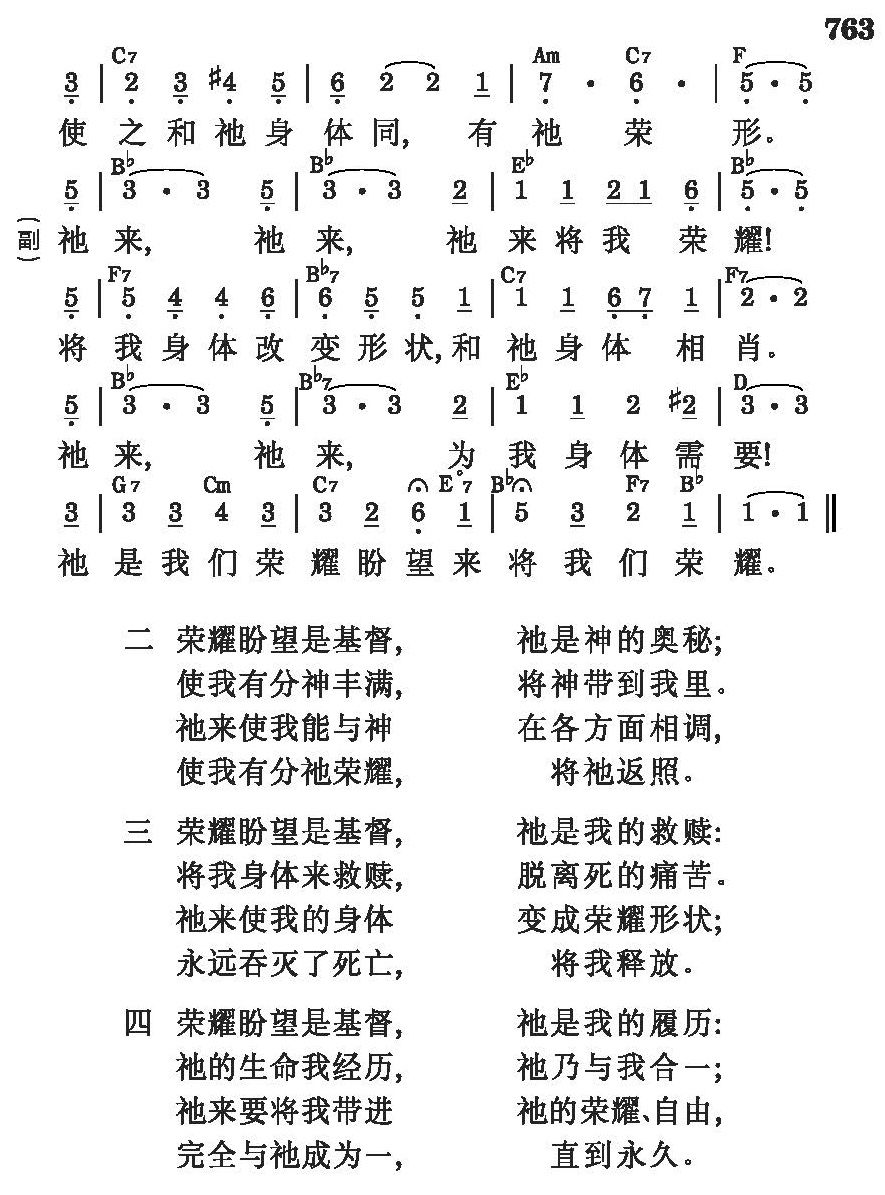 763
C7 Am C7 F
3 | 2 3 #4 5 | 6 2 2 1 | 7 · 6 · | 5 · 5
使 之 和 祂 身 体 同, 有 祂 荣 形。
B♭ B♭ E♭ B♭
5 | 3 · 3 5 | 3 · 3 2 | 1 1 2 1 6 | 5 · 5
(副) 祂 来, 祂 来, 祂 来 将 我 荣 耀!
F7 B♭7 C7 F7
5 | 5 4 4 6 | 6 5 5 1 | 1 1 6 7 1 | 2 · 2
将 我 身 体 改 变 形 状, 和 祂 身 体 相 肖。
B♭ B♭7 E♭ D
5 | 3 · 3 5 | 3 · 3 2 | 1 1 2 #2 | 3 · 3
祂 来, 祂 来, 为 我 身 体 需 要!
G7 Cm C7 E°7 B♭ F7 B♭
3 | 3 3 4 3 | 3 2 6 1 | 5 3 2 1 | 1 · 1 ‖
祂 是 我 们 荣 耀 盼 望 来 将 我 们 荣 耀。
二 荣耀盼望是基督, 祂是神的奥秘;
使我有分神丰满, 将神带到我里。
祂来使我能与神 在各方面相调,
使我有分祂荣耀, 将祂返照。
三 荣耀盼望是基督, 祂是我的救赎:
将我身体来救赎, 脱离死的痛苦。
祂来使我的身体 变成荣耀形状;
永远吞灭了死亡, 将我释放。
四 荣耀盼望是基督, 祂是我的履历:
祂的生命我经历, 祂乃与我合一;
祂来要将我带进 祂的荣耀、自由,
完全与祂成为一, 直到永久。